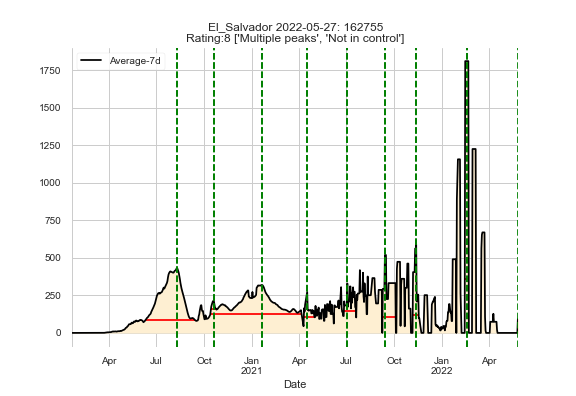 El_Salvador 2022-05-27: 162755
Rating:8 ['Multiple peaks', 'Not in control']
Average-7d
1750
1500
1250
1000
750
500
250
0
Apr Jul Oct Jan Apr Jul Oct Jan Apr
2021 2022
Date